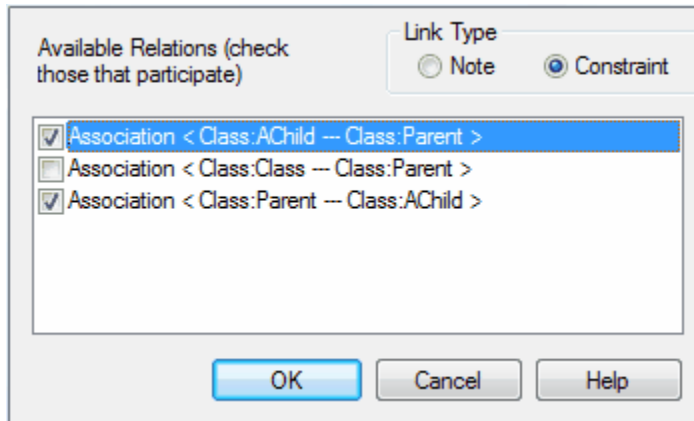 Available Relations (check
those that participate)
Link Type
Note
Constraint
Association < Class:AChild --- Class:Parent >
Association < Class:Class --- Class:Parent >
Association < Class:Parent --- Class:AChild >
OK
Cancel
Help